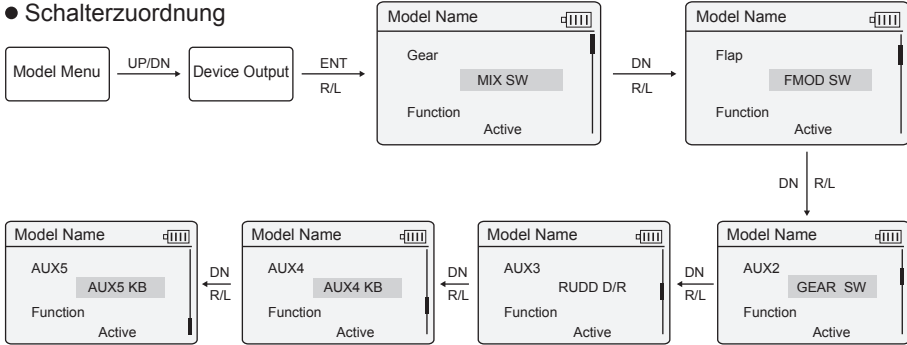 ● Schalterzuordnung
Model Menu
UP/DN
Device Output
ENT
R/L
Model Name
Gear
MIX SW
Function
Active
DN
R/L
Model Name
Flap
FMOD SW
Function
Active
DN R/L
Model Name
AUX2
GEAR SW
Function
Active
DN
R/L
Model Name
AUX3
RUDD D/R
Function
Active
DN
R/L
Model Name
AUX4
AUX4 KB
Function
Active
DN
R/L
Model Name
AUX5
AUX5 KB
Function
Active